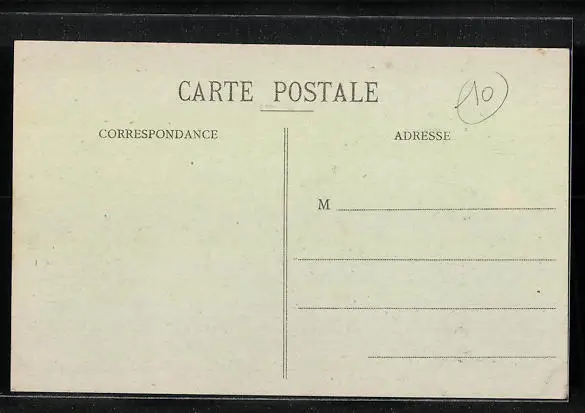 CARTE POSTALE
10
CORRESPONDANCE
ADRESSE
M